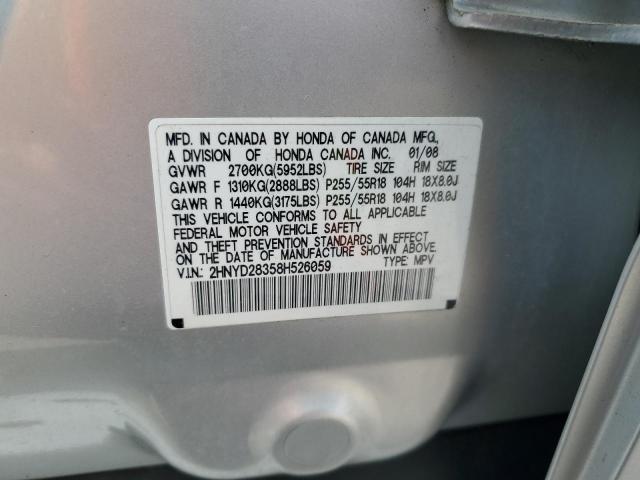 MFD. IN CANADA BY HONDA OF CANADA MFG.,
A DIVISION OF HONDA CANADA INC. 01/08
GVWR 2700KG(5952LBS) TIRE SIZE RIM SIZE
GAWR F 1310KG(2888LBS) P255/55R18 104H 18X8.0J
GAWR R 1440KG(3175LBS) P255/55R18 104H 18X8.0J
THIS VEHICLE CONFORMS TO ALL APPLICABLE
FEDERAL MOTOR VEHICLE SAFETY
AND THEFT PREVENTION STANDARDS IN EFFECT
ON THE DATE OF MANUFACTURE SHOWN ABOVE.
V.I.N.: 2HNYD28358H526059 TYPE: MPV